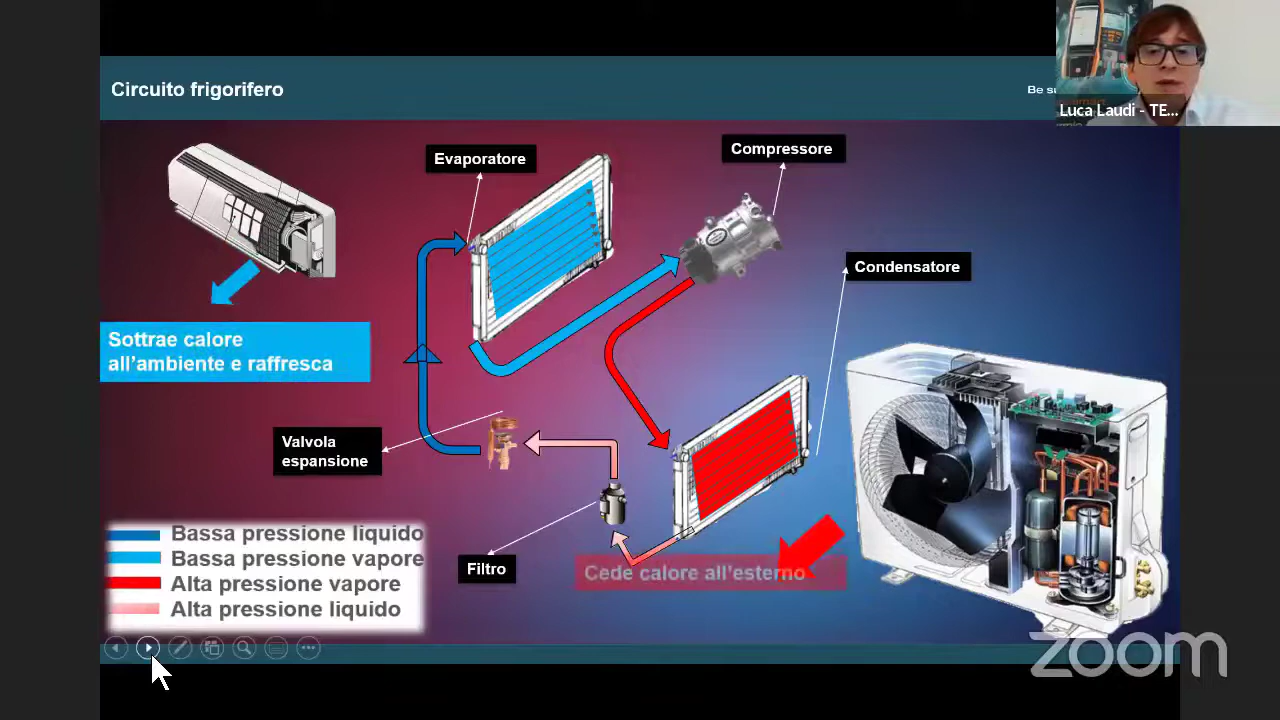 Circuito frigorifero
Be su
Luca Laudi - TE...
Evaporatore
Compressore
Condensatore
Sottrae calore
all'ambiente e raffresca
Valvola
espansione
Filtro
Cede calore all'esterno
Bassa pressione liquido
Bassa pressione vapore
Alta pressione vapore
Alta pressione liquido
zoom